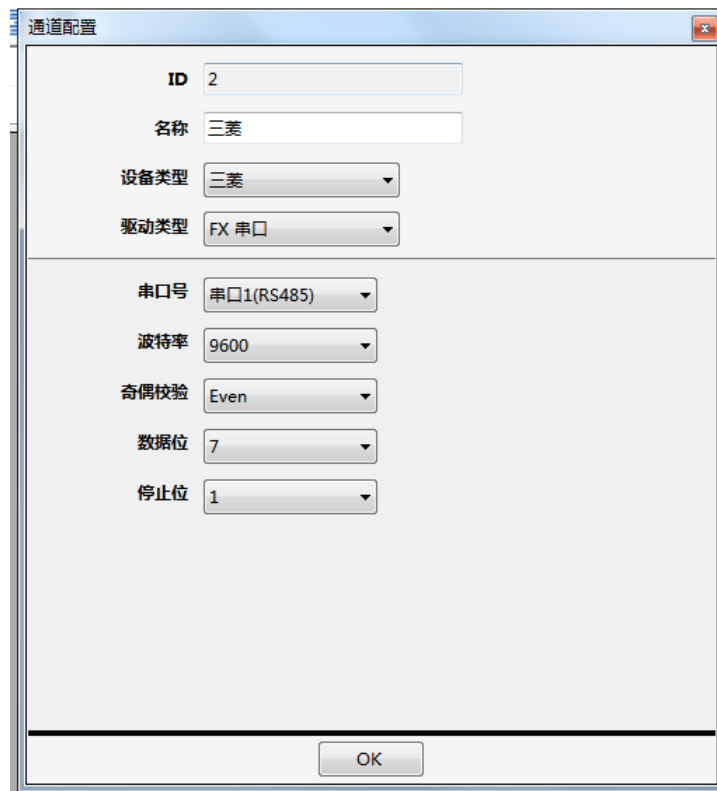 通道配置
ID 2
名称 三菱
设备类型 三菱
驱动类型 FX 串口
串口号 串口1(RS485)
波特率 9600
奇偶校验 Even
数据位 7
停止位 1
OK